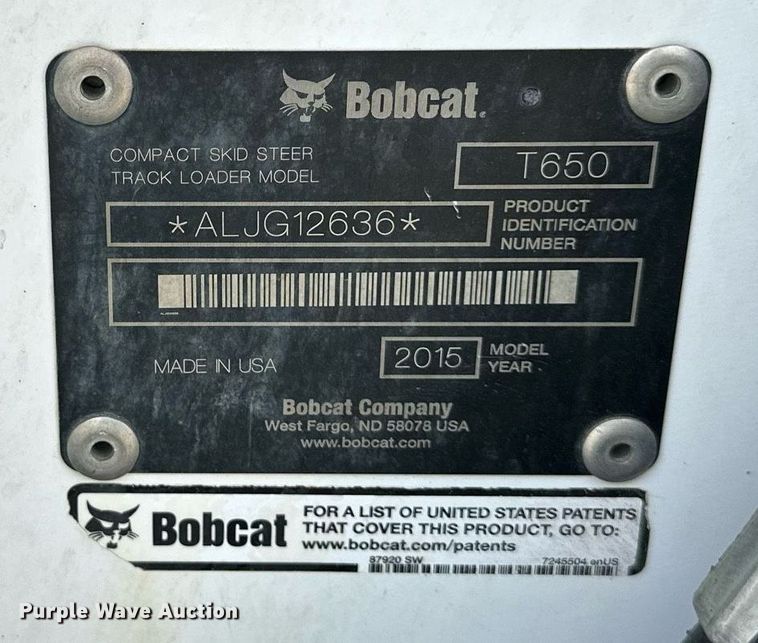 Bobcat.
COMPACT SKID STEER
TRACK LOADER MODEL
T650
*ALJG12636*
PRODUCT
IDENTIFICATION
NUMBER
MADE IN USA
2015
MODEL
YEAR
Bobcat Company
West Fargo, ND 58078 USA
www.bobcat.com
Bobcat
FOR A LIST OF UNITED STATES PATENTS
THAT COVER THIS PRODUCT, GO TO:
www.bobcat.com/patents
87920 SW
7245504 enUS
Purple Wave Auction